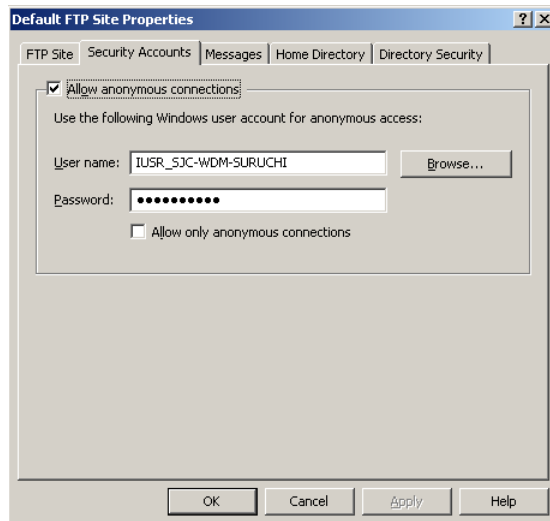 Default FTP Site Properties
FTP Site Security Accounts Messages Home Directory Directory Security
Allow anonymous connections
Use the following Windows user account for anonymous access:
User name: IUSR_SJC-WDM-SURUCHI Browse...
Password: ●●●●●●●●●●
Allow only anonymous connections
OK Cancel Apply Help